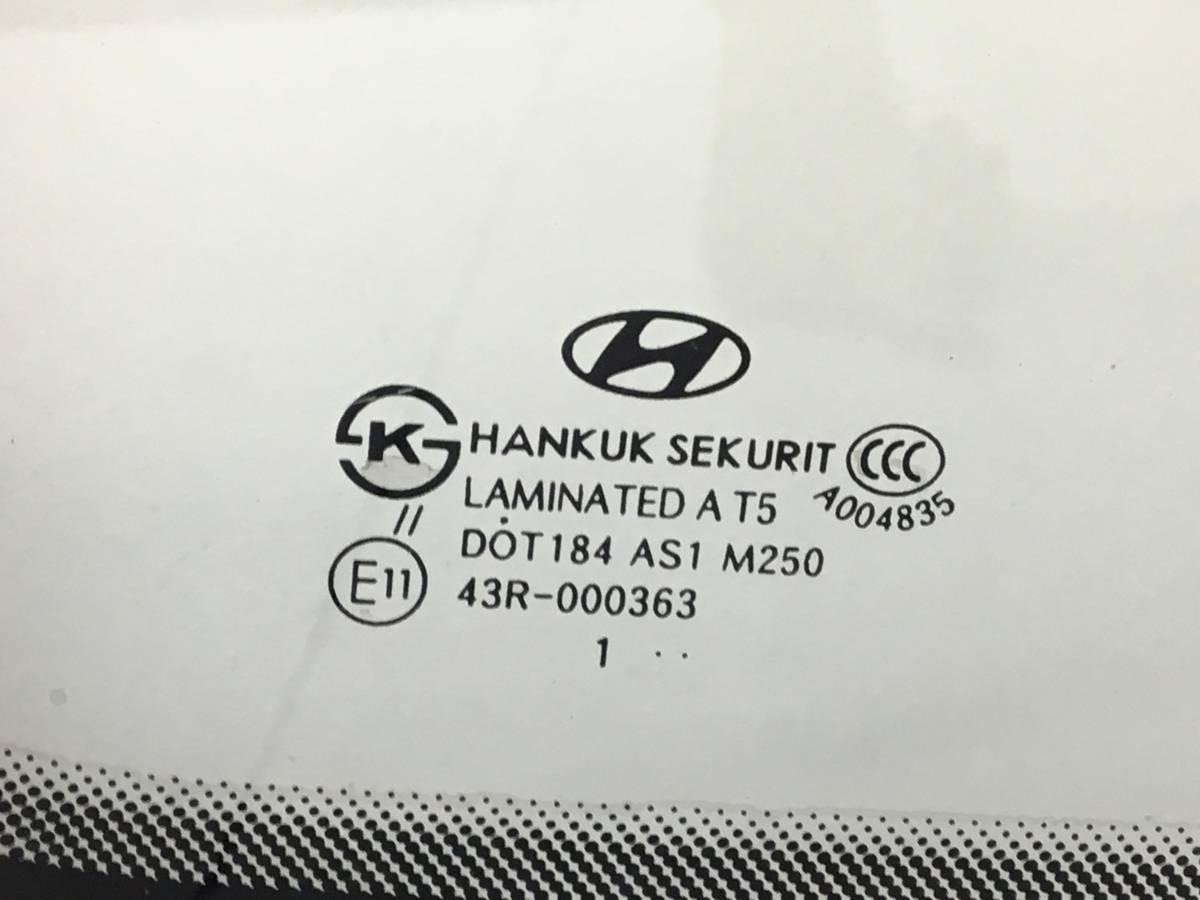 HANKUK SEKURIT CCC
K
LAMINATED A T5 A004835
DOT184 AS1 M250
E11 43R-000363
1 ..